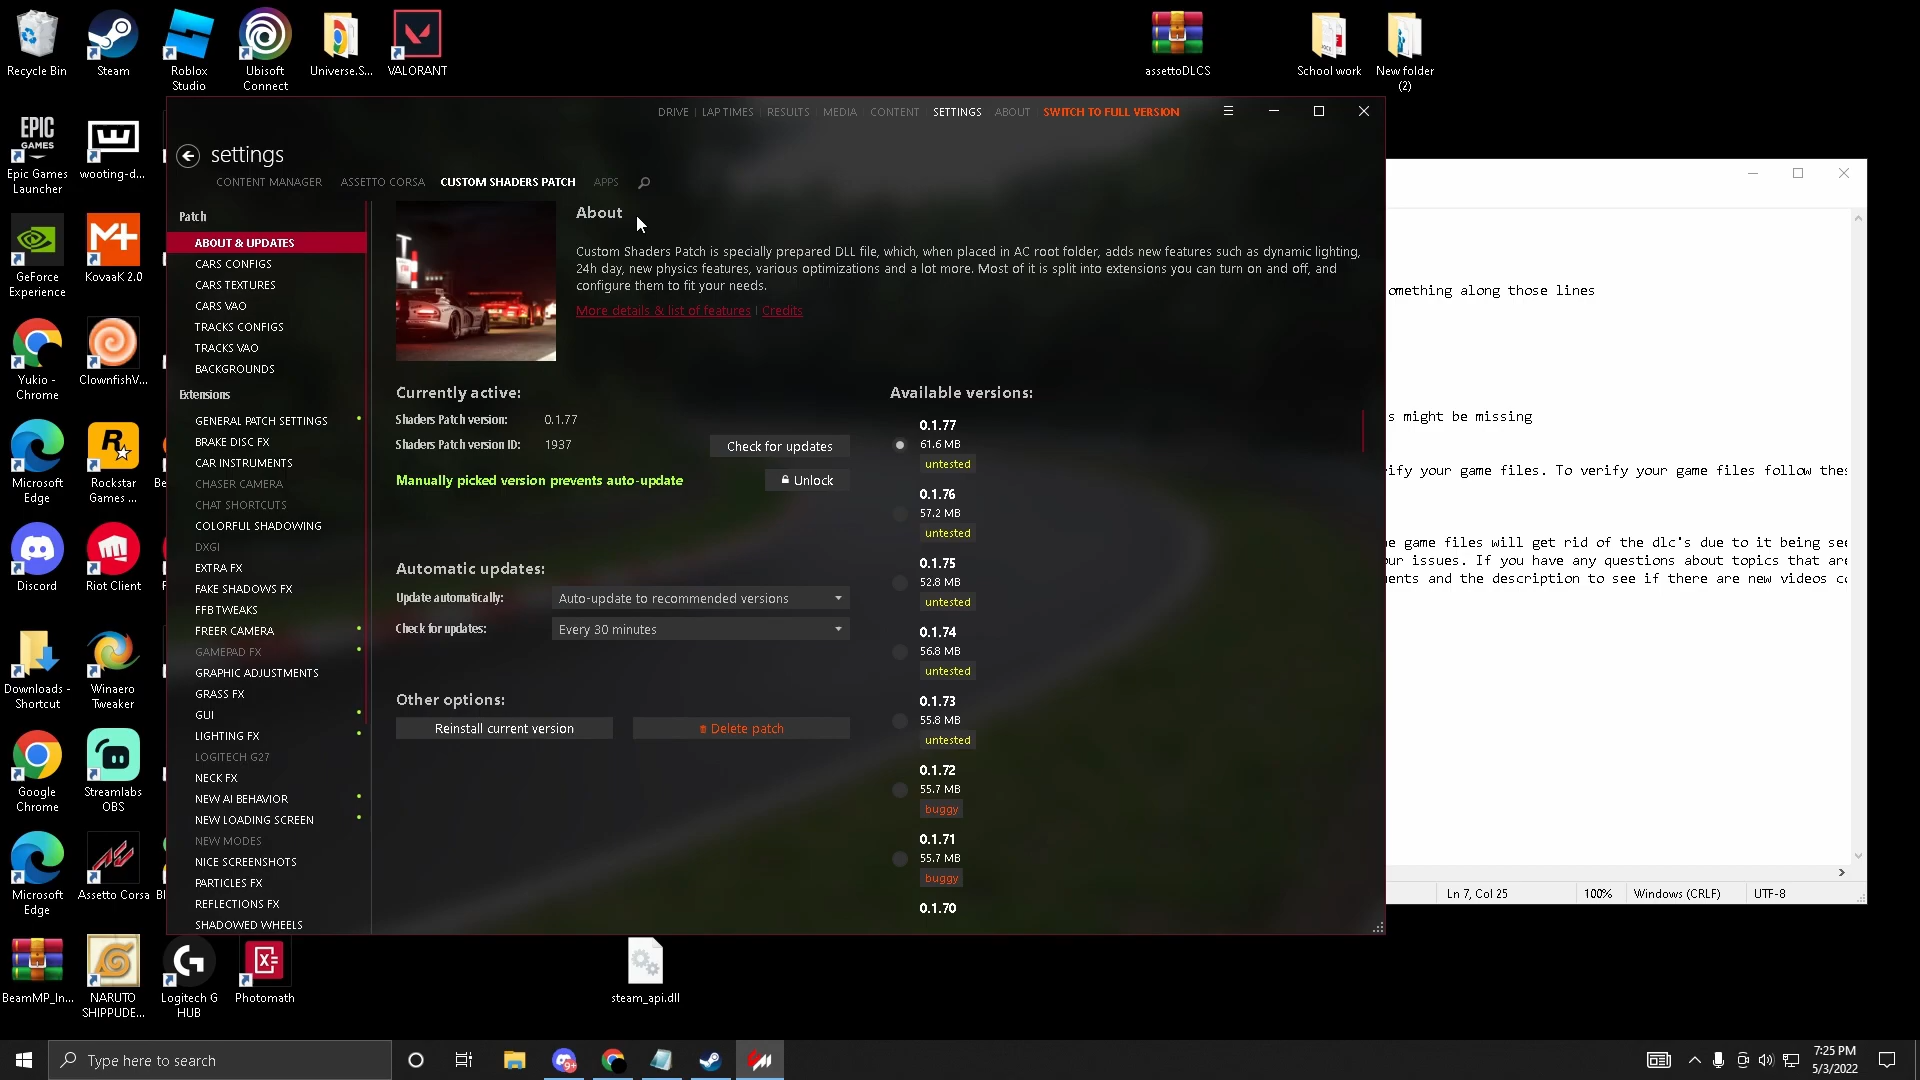 Recycle Bin
Steam
Roblox
Studio
Ubisoft
Connect
Universe.S...
VALORANT
assettoDLCS
School work
New folder
(2)
Epic Games
Launcher
wooting-d...
GeForce
Experience
KovaaK 2.0
Yukio -
Chrome
ClownfishV...
Microsoft
Edge
Rockstar
Games ...
Be
Discord
Riot Client
F
Downloads -
Shortcut
Winaero
Tweaker
Google
Chrome
Streamlabs
OBS
Microsoft
Edge
Assetto Corsa
Bl
BeamMP_In...
NARUTO
SHIPPUDE...
Logitech G
HUB
Photomath
steam_api.dll
DRIVE | LAP TIMES | RESULTS | MEDIA | CONTENT | SETTINGS | ABOUT | SWITCH TO FULL VERSION
settings
CONTENT MANAGER
ASSETTO CORSA
CUSTOM SHADERS PATCH
APPS
Patch
ABOUT & UPDATES
CARS CONFIGS
CARS TEXTURES
CARS VAO
TRACKS CONFIGS
TRACKS VAO
BACKGROUNDS
Extensions
GENERAL PATCH SETTINGS
BRAKE DISC FX
CAR INSTRUMENTS
CHASER CAMERA
CHAT SHORTCUTS
COLORFUL SHADOWING
DXGI
EXTRA FX
FAKE SHADOWS FX
FFB TWEAKS
FREER CAMERA
GAMEPAD FX
GRAPHIC ADJUSTMENTS
GRASS FX
GUI
LIGHTING FX
LOGITECH G27
NECK FX
NEW AI BEHAVIOR
NEW LOADING SCREEN
NEW MODES
NICE SCREENSHOTS
PARTICLES FX
REFLECTIONS FX
SHADOWED WHEELS
About
Custom Shaders Patch is specially prepared DLL file, which, when placed in AC root folder, adds new features such as dynamic lighting,
24h day, new physics features, various optimizations and a lot more. Most of it is split into extensions you can turn on and off, and
configure them to fit your needs.
More details & list of features | Credits
Currently active:
Shaders Patch version: 0.1.77
Shaders Patch version ID: 1937
Check for updates
Manually picked version prevents auto-update
Unlock
Automatic updates:
Update automatically: Auto-update to recommended versions
Check for updates: Every 30 minutes
Other options:
Reinstall current version
Delete patch
Available versions:
0.1.77
61.6 MB
untested
0.1.76
57.2 MB
untested
0.1.75
52.8 MB
untested
0.1.74
56.8 MB
untested
0.1.73
55.8 MB
untested
0.1.72
55.7 MB
buggy
0.1.71
55.7 MB
buggy
0.1.70
omething along those lines
s might be missing
ify your game files. To verify your game files follow thes
e game files will get rid of the dlc's due to it being see
ur issues. If you have any questions about topics that are
ents and the description to see if there are new videos co
Ln 7, Col 25
100%
Windows (CRLF)
UTF-8
Type here to search
9+
7:25 PM
5/3/2022